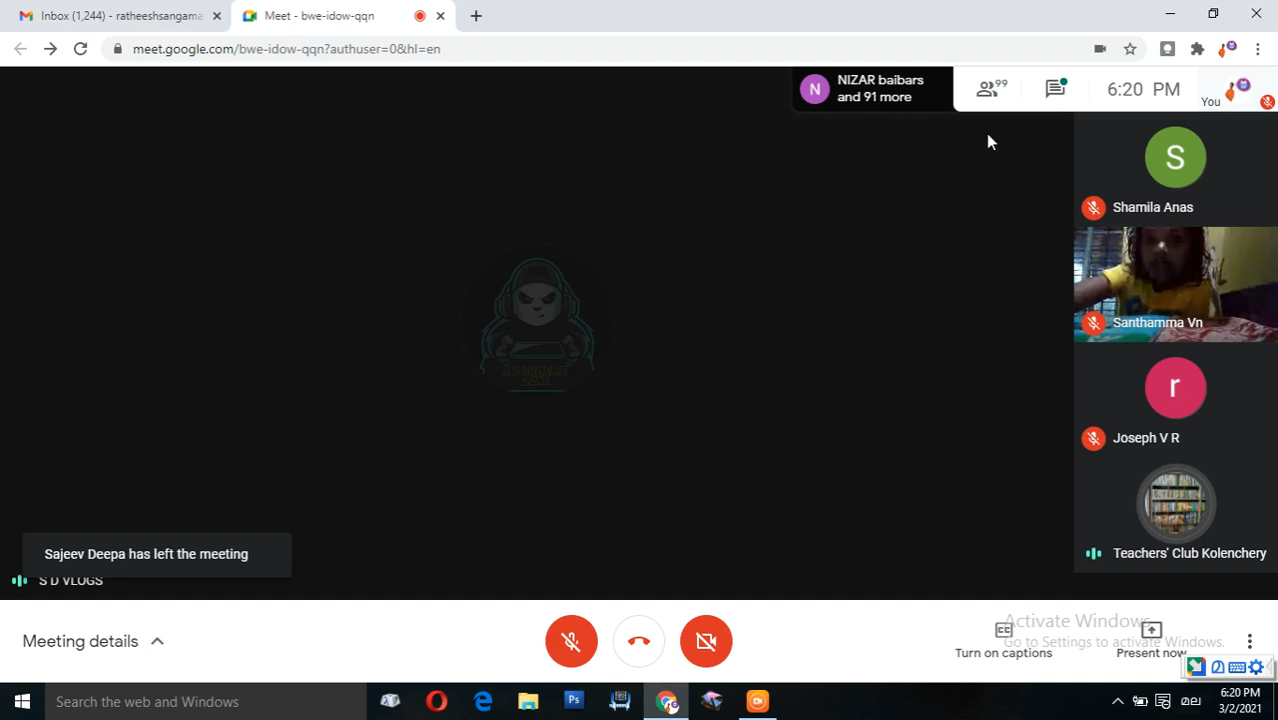 Inbox (1,244) - ratheeshsangama
Meet - bwe-idow-qqn
meet.google.com/bwe-idow-qqn?authuser=0&hl=en
N
NIZAR baibars
and 91 more
99
6:20 PM
You
S
Shamila Anas
Santhamma Vn
r
Joseph V R
Teachers' Club Kolenchery
ZONE
Sajeev Deepa has left the meeting
S D VLOGS
Meeting details
CC
Turn on captions
Present now
Activate Windows
Go to Settings to activate Windows.
Search the web and Windows
Ps
6:20 PM
3/2/2021